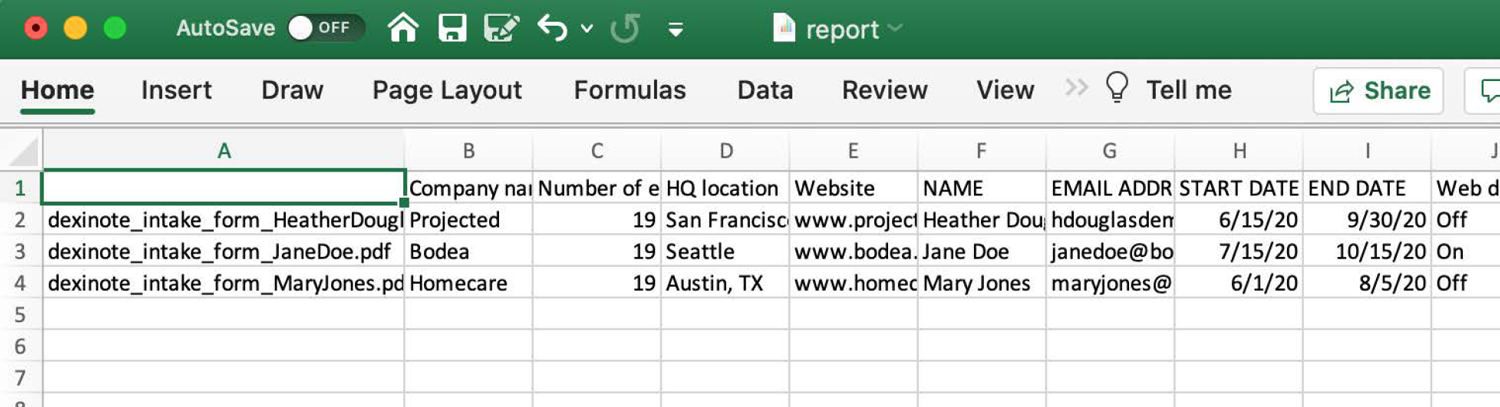 AutoSave OFF report
Home Insert Draw Page Layout Formulas Data Review View Tell me Share
A B C D E F G H I J
1 Company nar Number of e HQ location Website NAME EMAIL ADDR START DATE END DATE Web d
2 dexinote_intake_form_HeatherDougl Projected 19 San Francisc www.project Heather Dou hdouglasdem 6/15/20 9/30/20 Off
3 dexinote_intake_form_JaneDoe.pdf Bodea 19 Seattle www.bodea. Jane Doe janedoe@bo 7/15/20 10/15/20 On
4 dexinote_intake_form_MaryJones.pd Homecare 19 Austin, TX www.homec Mary Jones maryjones@ 6/1/20 8/5/20 Off
5
6
7